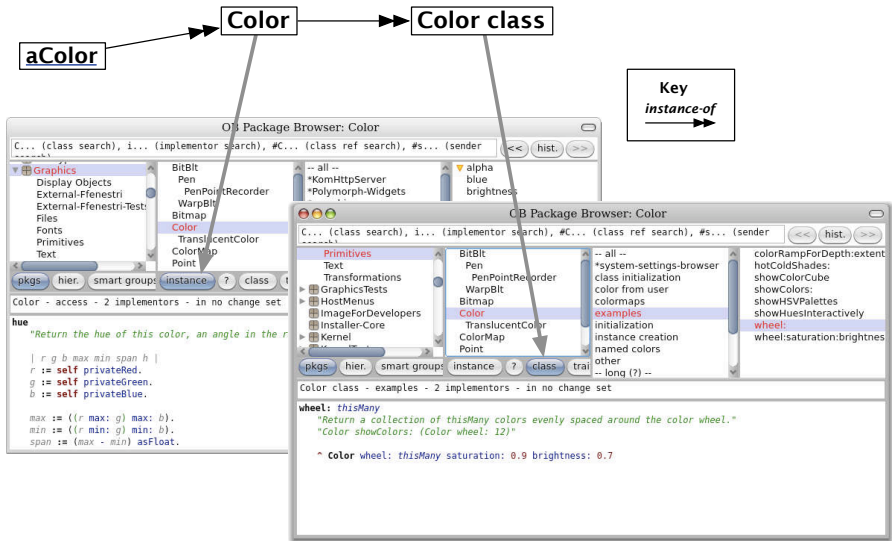 Color
Color class
aColor
Key
instance-of
OB Package Browser: Color
C... (class search), i... (implementor search), #C... (class ref search), #s... (sender
<<
hist.
>>
Graphics
Display Objects
External-Ffenestri
External-Ffenestri-Tests
Files
Fonts
Primitives
Text
BitBlt
Pen
PenPointRecorder
WarpBlt
Bitmap
Color
TranslucentColor
ColorMap
Point
-- all --
*KomHttpServer
*Polymorph-Widgets
alpha
blue
brightness
pkgs
hier.
smart groups
instance
?
class
Color - access - 2 implementors - in no change set
hue
"Return the hue of this color, an angle in the r
| r g b max min span h |
r := self privateRed.
g := self privateGreen.
b := self privateBlue.
max := ((r max: g) max: b).
min := ((r min: g) min: b).
span := (max - min) asFloat.
OB Package Browser: Color
C... (class search), i... (implementor search), #C... (class ref search), #s... (sender
<<
hist.
>>
Primitives
Text
Transformations
GraphicsTests
HostMenus
ImageForDevelopers
Installer-Core
Kernel
BitBlt
Pen
PenPointRecorder
WarpBlt
Bitmap
Color
TranslucentColor
ColorMap
Point
-- all --
*system-settings-browser
class initialization
color from user
colormaps
examples
initialization
instance creation
named colors
other
-- long (?) --
colorRampForDepth:extent
hotColdShades:
showColorCube
showColors:
showHSVPalettes
showHuesInteractively
wheel:
wheel:saturation:brightnes
pkgs
hier.
smart groups
instance
?
class
trai
Color class - examples - 2 implementors - in no change set
wheel: thisMany
"Return a collection of thisMany colors evenly spaced around the color wheel."
"Color showColors: (Color wheel: 12)"
^ Color wheel: thisMany saturation: 0.9 brightness: 0.7